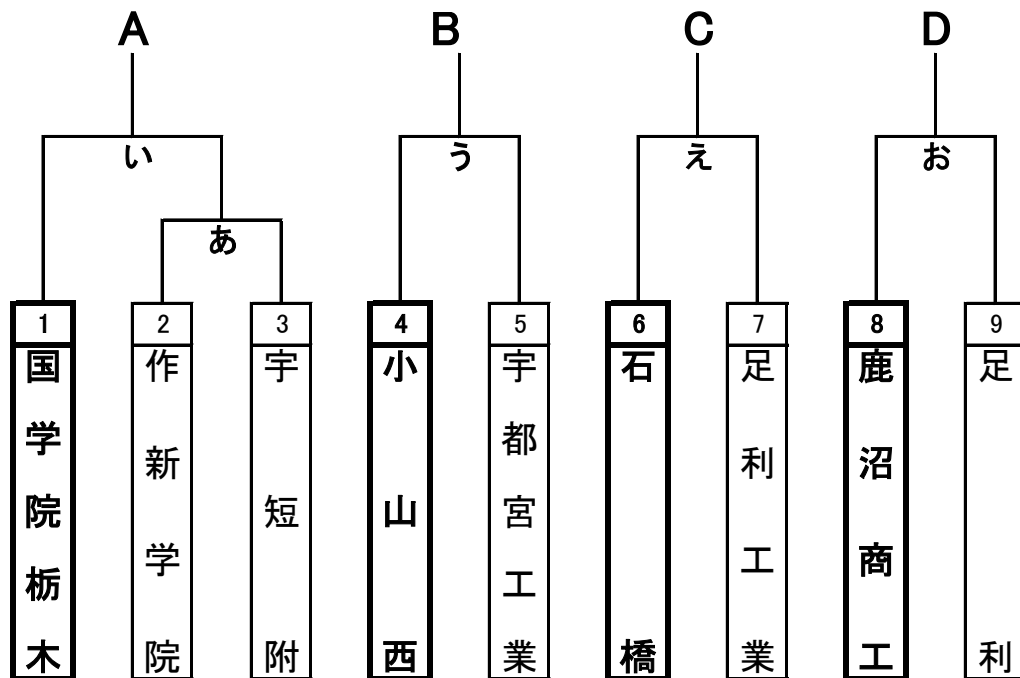 A B C D
い う え お
あ
1 2 3 4 5 6 7 8 9
国学院栃木
作新学院
宇短附
小山西
宇都宮工業
石橋
足利工業
鹿沼商工
足利